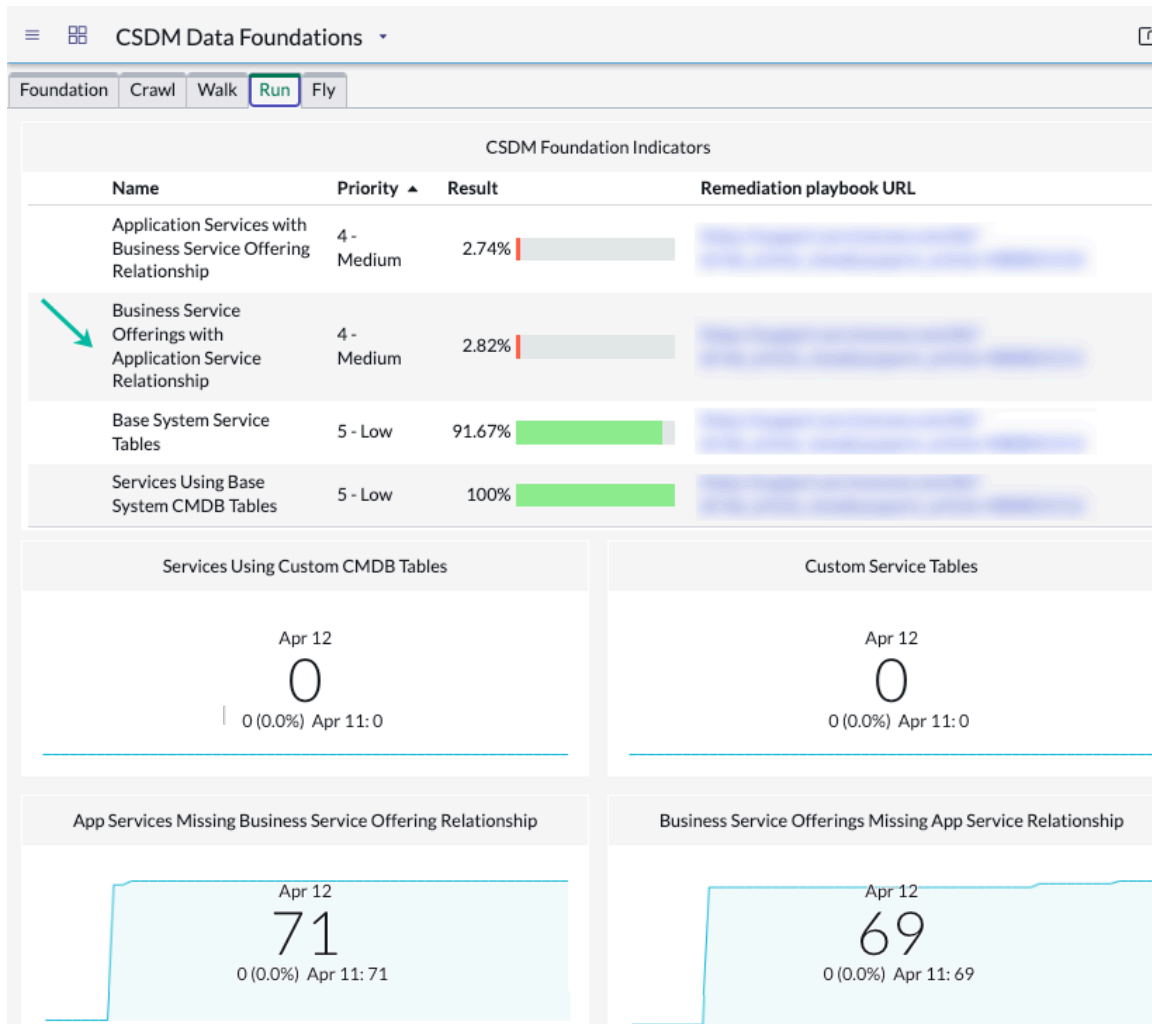 CSDM Data Foundations
Foundation Crawl Walk Run Fly
CSDM Foundation Indicators
Name Priority Result Remediation playbook URL
Application Services with
Business Service Offering
Relationship
4 -
Medium
2.74%
Business Service
Offerings with
Application Service
Relationship
4 -
Medium
2.82%
Base System Service
Tables
5 - Low
91.67%
Services Using Base
System CMDB Tables
5 - Low
100%
Services Using Custom CMDB Tables
Apr 12
0
0 (0.0%) Apr 11: 0
Custom Service Tables
Apr 12
0
0 (0.0%) Apr 11: 0
App Services Missing Business Service Offering Relationship
Apr 12
71
0 (0.0%) Apr 11: 71
Business Service Offerings Missing App Service Relationship
Apr 12
69
0 (0.0%) Apr 11: 69